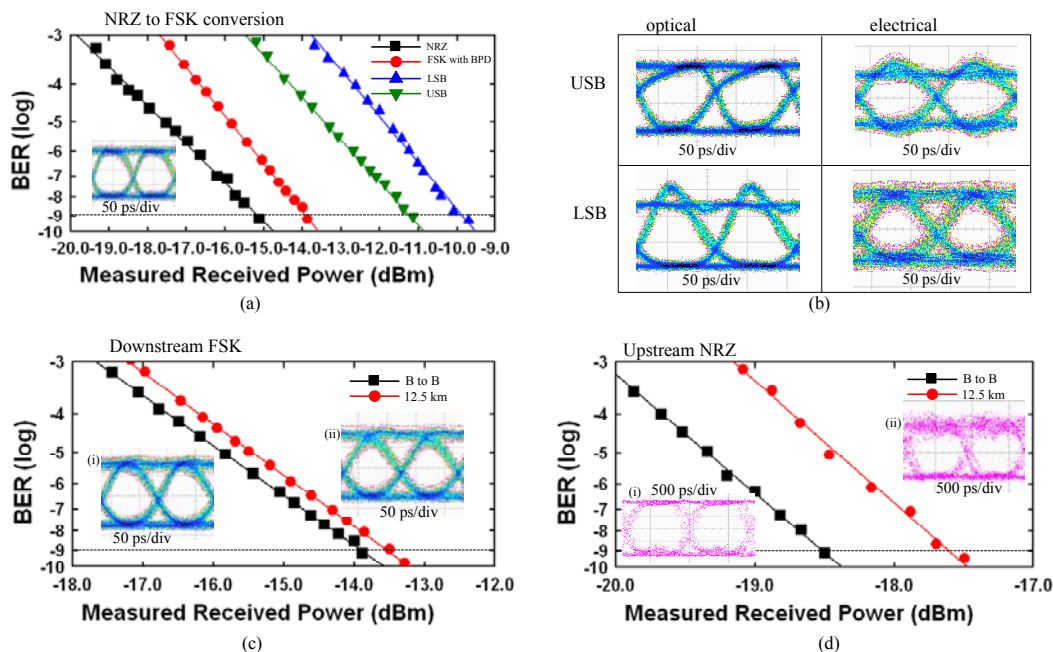 NRZ to FSK conversion
-3
-4
-5
-6
-7
-8
-9
-10
BER (log)
NRZ
FSK with BPD
LSB
USB
50 ps/div
-20.0 -19.0 -18.0 -17.0 -16.0 -15.0 -14.0 -13.0 -12.0 -11.0 -10.0 -9.0
Measured Received Power (dBm)
(a)
optical electrical
USB
50 ps/div 50 ps/div
LSB
50 ps/div 50 ps/div
(b)
Downstream FSK
-3
-4
-5
-6
-7
-8
-9
-10
BER (log)
B to B
12.5 km
(i)
50 ps/div
(ii)
50 ps/div
-18.0 -17.0 -16.0 -15.0 -14.0 -13.0 -12.0
Measured Received Power (dBm)
(c)
Upstream NRZ
-3
-4
-5
-6
-7
-8
-9
-10
BER (log)
B to B
12.5 km
(i)
500 ps/div
(ii)
500 ps/div
-20.0 -19.0 -18.0 -17.0
Measured Received Power (dBm)
(d)